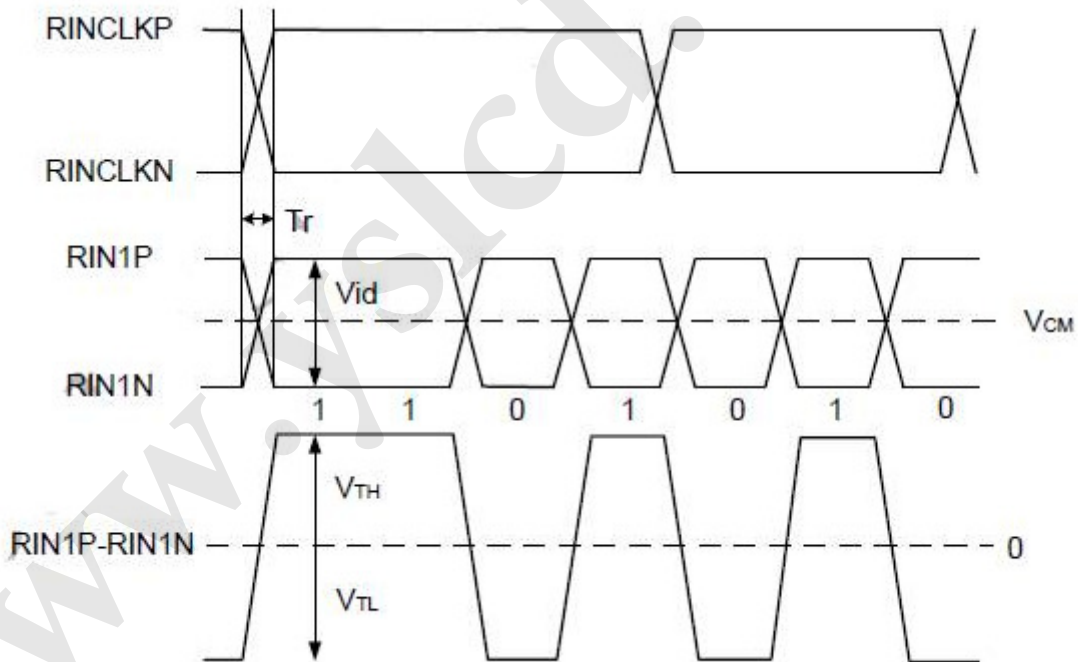 RINCLKP
RINCLKN
Tr
RIN1P
Vid
VCM
RIN1N
1 1 0 1 0 1 0
VTH
RIN1P-RIN1N
0
VTL
www.yslcd.